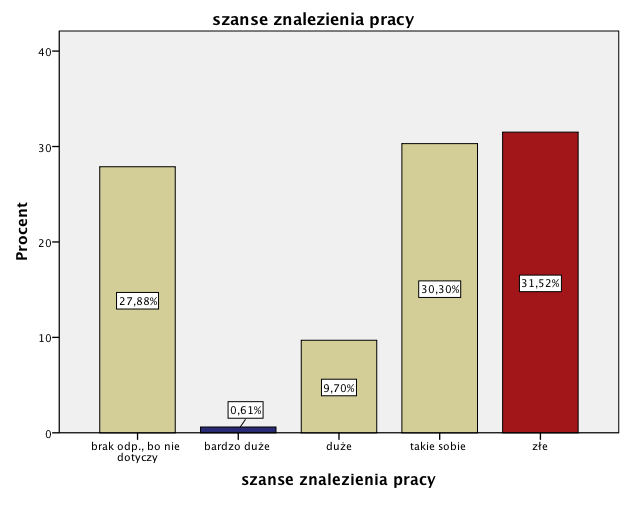 szanse znalezienia pracy
Procent
40
30
20
10
0
27,88%
0,61%
9,70%
30,30%
31,52%
brak odp., bo nie
dotyczy
bardzo duże
duże
takie sobie
złe
szanse znalezienia pracy